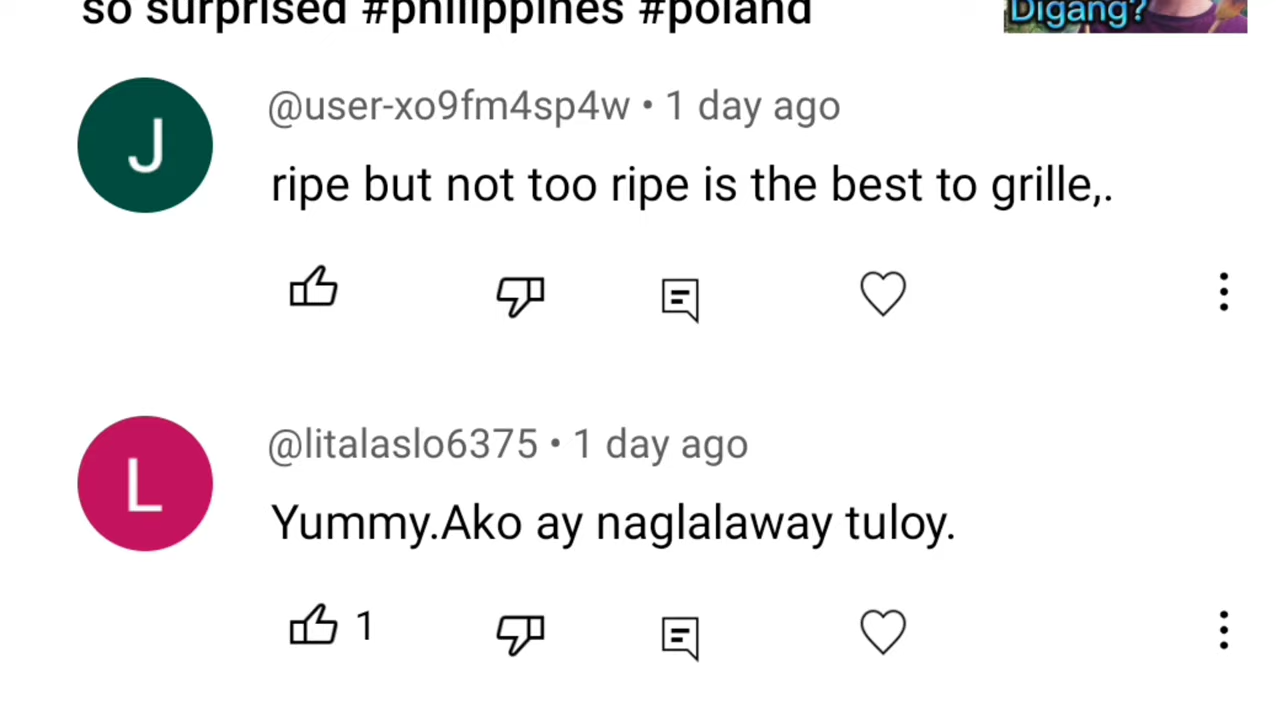 so surprised #philippines #poland
Digang?
J
@user-xo9fm4sp4w • 1 day ago
ripe but not too ripe is the best to grille,.
L
@litalaslo6375 • 1 day ago
Yummy.Ako ay naglalaway tuloy.
1